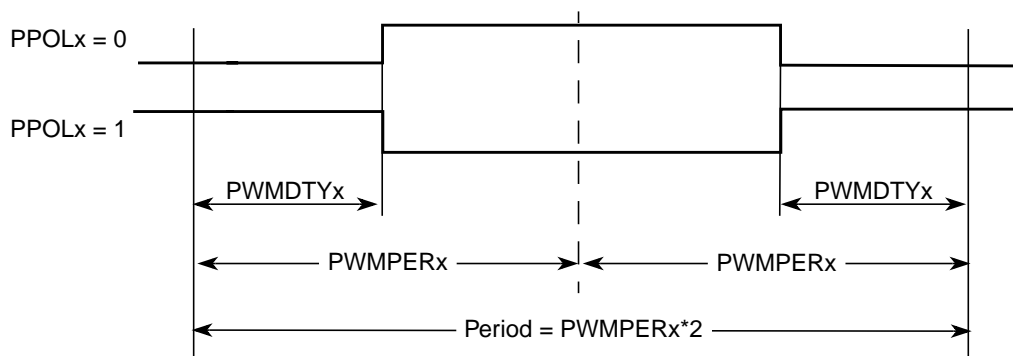 PPOLx = 0
PPOLx = 1
PWMDTYx
PWMDTYx
PWMPERx
PWMPERx
Period = PWMPERx*2